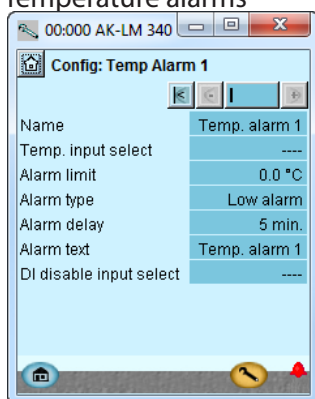 Temperature alarms
00:000 AK-LM 340
Config: Temp Alarm 1
Name Temp. alarm 1
Temp. input select ----
Alarm limit 0.0 °C
Alarm type Low alarm
Alarm delay 5 min.
Alarm text Temp. alarm 1
DI disable input select ----